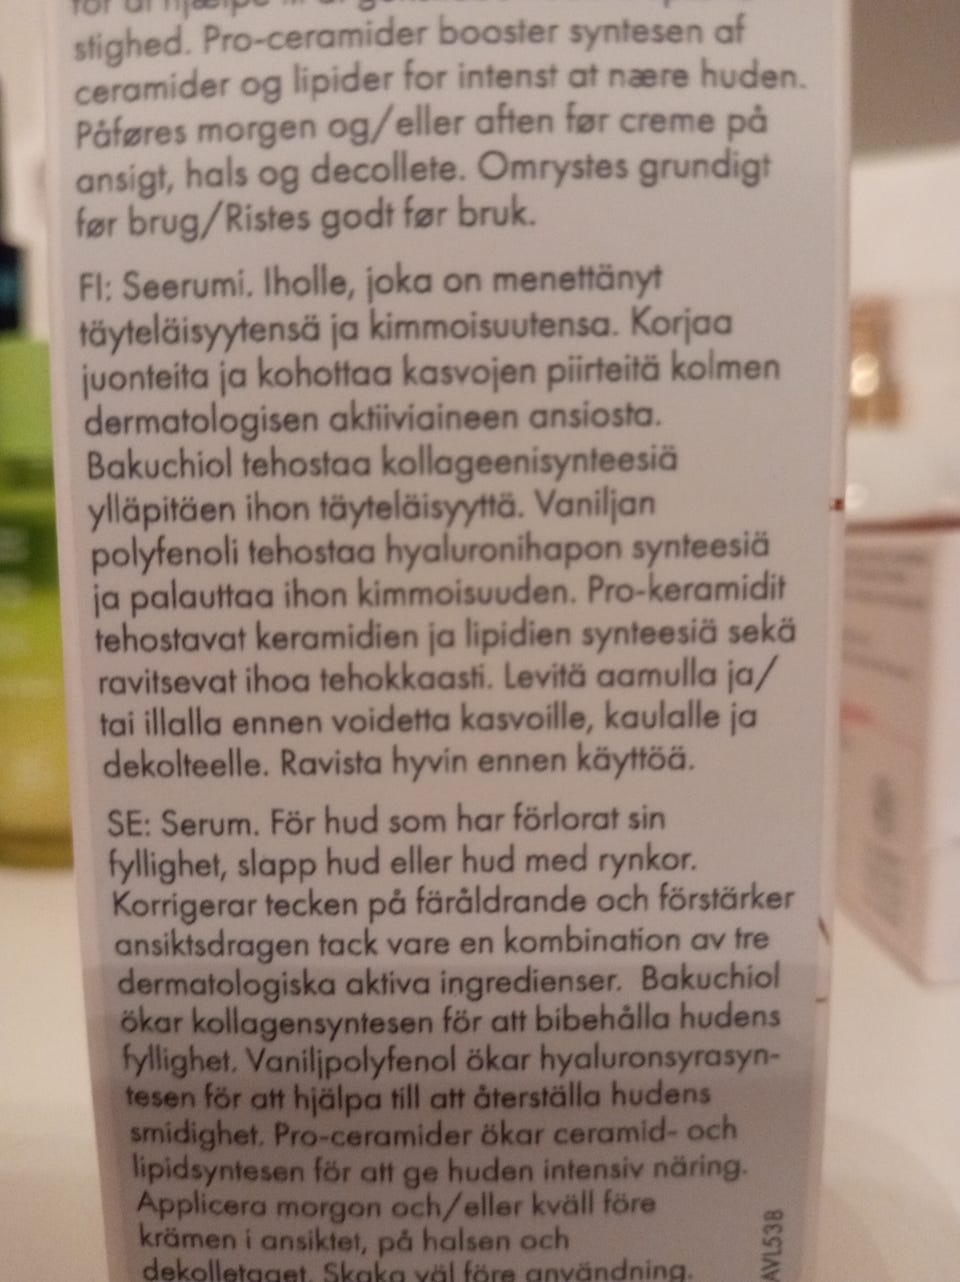 stighed. Pro-ceramider booster syntesen af
ceramider og lipider for intenst at nære huden.
Påføres morgen og/eller aften før creme på
ansigt, hals og decollete. Omrystes grundigt
før brug/Ristes godt før bruk.
FI: Seerumi. Iholle, joka on menettänyt
täyteläisyytensä ja kimmoisuutensa. Korjaa
juonteita ja kohottaa kasvojen piirteitä kolmen
dermatologisen aktiiviaineen ansiosta.
Bakuchiol tehostaa kollageenisynteesiä
ylläpitäen ihon täyteläisyyttä. Vaniljan
polyfenoli tehostaa hyaluronihapon synteesiä
ja palauttaa ihon kimmoisuuden. Pro-keramidit
tehostavat keramidien ja lipidien synteesiä sekä
ravitsevat ihoa tehokkaasti. Levitä aamulla ja/
tai illalla ennen voidetta kasvoille, kaulalle ja
dekolteelle. Ravista hyvin ennen käyttöä.
SE: Serum. För hud som har förlorat sin
fyllighet, slapp hud eller hud med rynkor.
Korrigerar tecken på färåldrande och förstärker
ansiktsdragen tack vare en kombination av tre
dermatologiska aktiva ingredienser. Bakuchiol
ökar kollagensyntesen för att bibehålla hudens
fyllighet. Vaniljpolyfenol ökar hyaluronsyrasyn-
tesen för att hjälpa till att återställa hudens
smidighet. Pro-ceramider ökar ceramid- och
lipidsyntesen för att ge huden intensiv näring.
Applicera morgon och/eller kväll före
krämen i ansiktet, på halsen och
dekolletaget. Skaka väl före användning.
AVL538